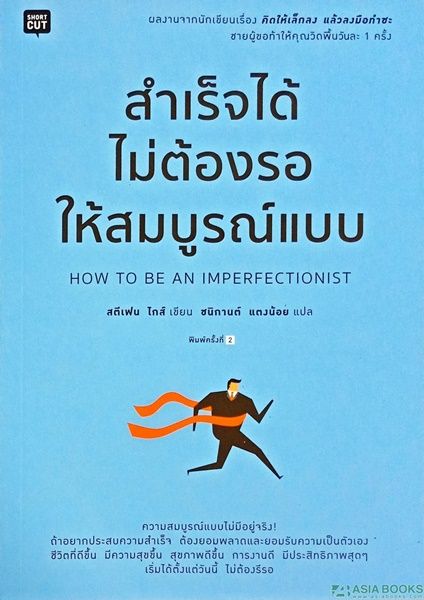 SHORT
CUT
ผลงานจากนักเขียนเรื่อง คิดให้เล็กลง แล้วลงมือทำซะ
ชายผู้ขอท้าให้คุณวิดพื้นวันละ 1 ครั้ง
สำเร็จได้
ไม่ต้องรอ
ให้สมบูรณ์แบบ
HOW TO BE AN IMPERFECTIONIST
สตีเฟน ไกส์ เขียน ชนิกานต์ แตงน้อย แปล
พิมพ์ครั้งที่ 2
ความสมบูรณ์แบบไม่มีอยู่จริง!
ถ้าอยากประสบความสำเร็จ ต้องยอมพลาดและยอมรับความเป็นตัวเอง
ชีวิตที่ดีขึ้น มีความสุขขึ้น สุขภาพดีขึ้น การงานดี มีประสิทธิภาพสุดๆ
เริ่มได้ตั้งแต่วันนี้ ไม่ต้องรีรอ
ASIA BOOKS
www.asiabooks.com